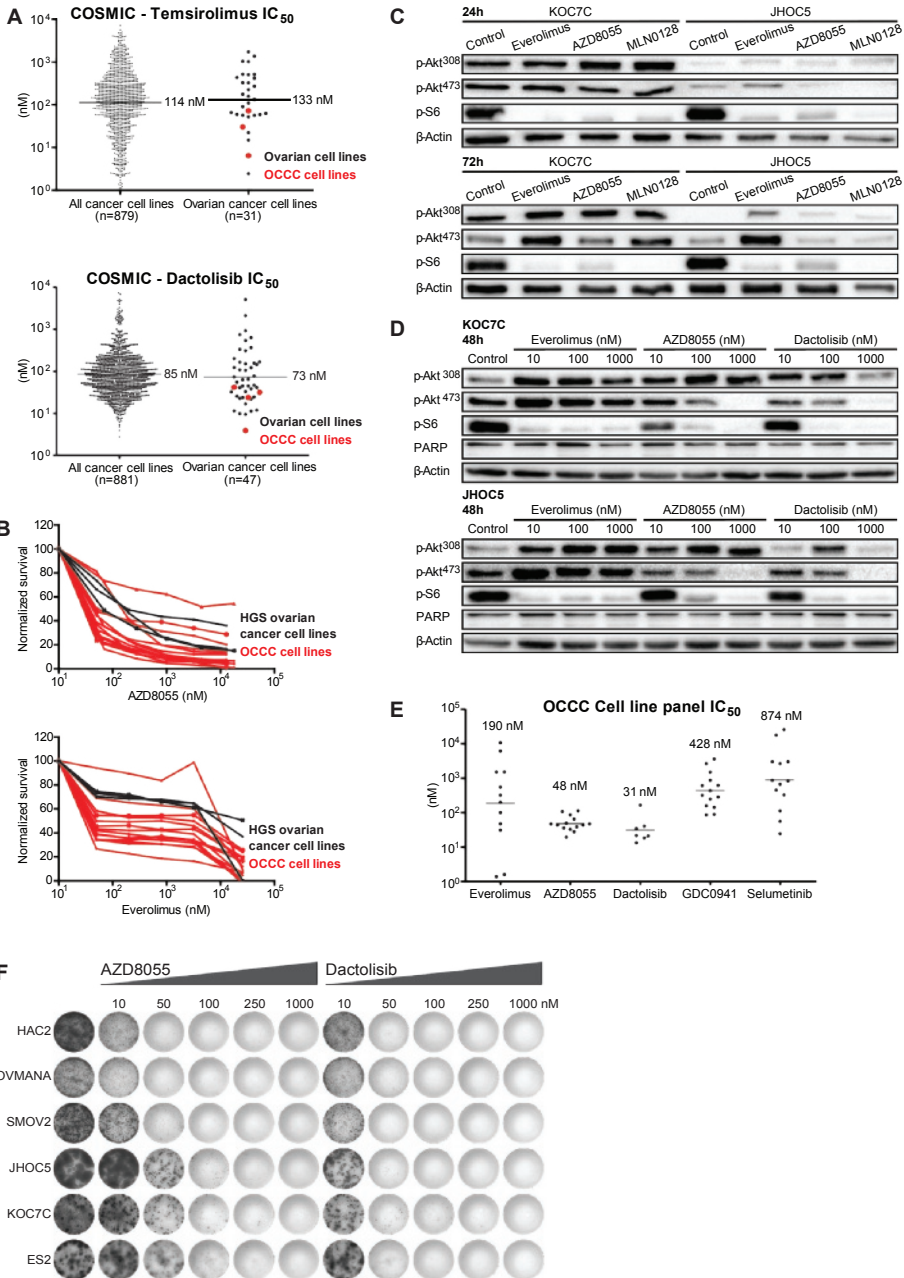 A
COSMIC - Temsirolimus IC50
10^4
10^3
10^2
10^1
10^0
(nM)
114 nM
133 nM
Ovarian cell lines
OCCC cell lines
All cancer cell lines
(n=879)
Ovarian cancer cell lines
(n=31)
COSMIC - Dactolisib IC50
10^4
10^3
10^2
10^1
10^0
(nM)
85 nM
73 nM
Ovarian cell lines
OCCC cell lines
All cancer cell lines
(n=881)
Ovarian cancer cell lines
(n=47)
B
120
100
80
60
40
20
0
Normalized survival
HGS ovarian
cancer cell lines
OCCC cell lines
10^1 10^2 10^3 10^4 10^5
AZD8055 (nM)
120
100
80
60
40
20
0
Normalized survival
HGS ovarian
cancer cell lines
OCCC cell lines
10^1 10^2 10^3 10^4 10^5
Everolimus (nM)
C
24h KOC7C JHOC5
Control Everolimus AZD8055 MLN0128 Control Everolimus AZD8055 MLN0128
p-Akt308
p-Akt473
p-S6
β-Actin
72h KOC7C JHOC5
Control Everolimus AZD8055 MLN0128 Control Everolimus AZD8055 MLN0128
p-Akt308
p-Akt473
p-S6
β-Actin
D
KOC7C
48h Everolimus (nM) AZD8055 (nM) Dactolisib (nM)
Control 10 100 1000 10 100 1000 10 100 1000
p-Akt308
p-Akt473
p-S6
PARP
β-Actin
JHOC5
48h Everolimus (nM) AZD8055 (nM) Dactolisib (nM)
Control 10 100 1000 10 100 1000 10 100 1000
p-Akt308
p-Akt473
p-S6
PARP
β-Actin
E
OCCC Cell line panel IC50
10^5
10^4
10^3
10^2
10^1
10^0
(nM)
190 nM
48 nM
31 nM
428 nM
874 nM
Everolimus AZD8055 Dactolisib GDC0941 Selumetinib
F
AZD8055 Dactolisib
10 50 100 250 1000 10 50 100 250 1000 nM
HAC2
OVMANA
SMOV2
JHOC5
KOC7C
ES2